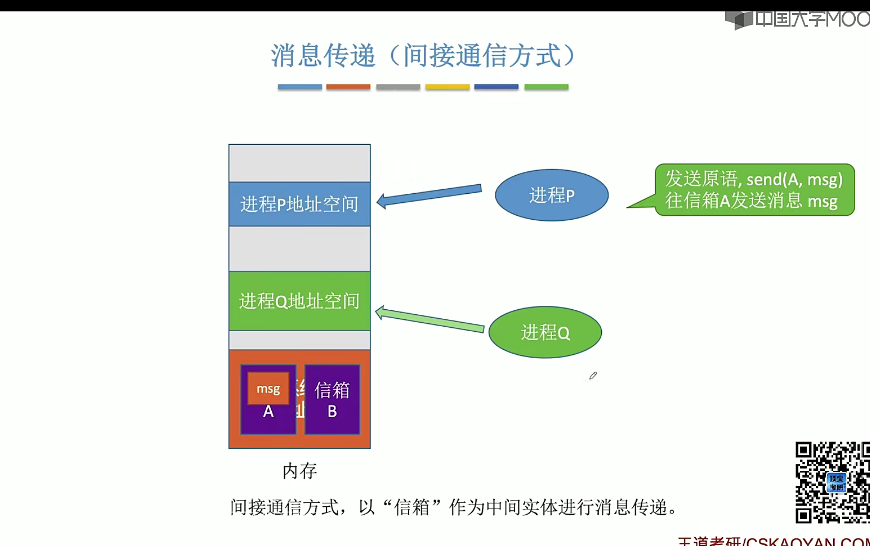 中国大学MOO
消息传递（间接通信方式）
进程P地址空间
进程P
发送原语, send(A, msg)
往信箱A发送消息 msg
进程Q地址空间
进程Q
msg
A
信箱
B
内存
间接通信方式，以“信箱”作为中间实体进行消息传递。
王道考研/CSKAOYAN.COM